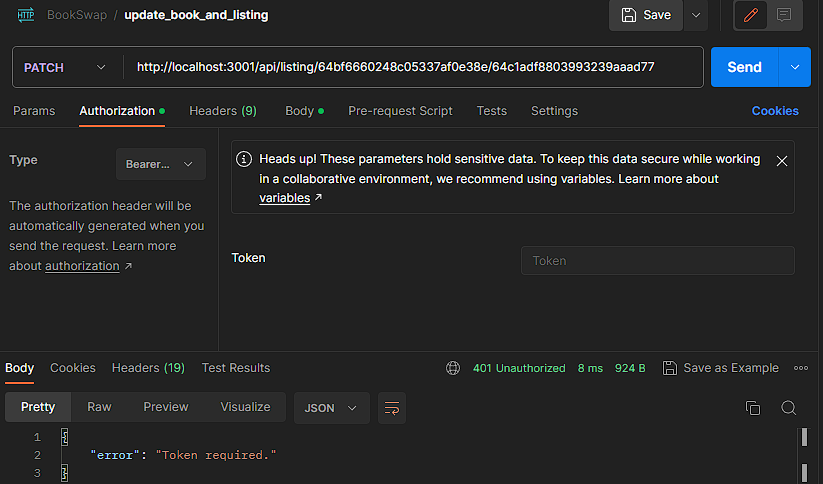 HTTP BookSwap / update_book_and_listing Save
PATCH http://localhost:3001/api/listing/64bf6660248c05337af0e38e/64c1adf8803993239aaad77 Send
Params Authorization Headers (9) Body Pre-request Script Tests Settings Cookies
Type Bearer...
The authorization header will be
automatically generated when you
send the request. Learn more
about authorization ↗
Heads up! These parameters hold sensitive data. To keep this data secure while working
in a collaborative environment, we recommend using variables. Learn more about
variables ↗
Token Token
Body Cookies Headers (19) Test Results 401 Unauthorized 8 ms 924 B Save as Example
Pretty Raw Preview Visualize JSON
1 {
2 "error": "Token required."
3 }